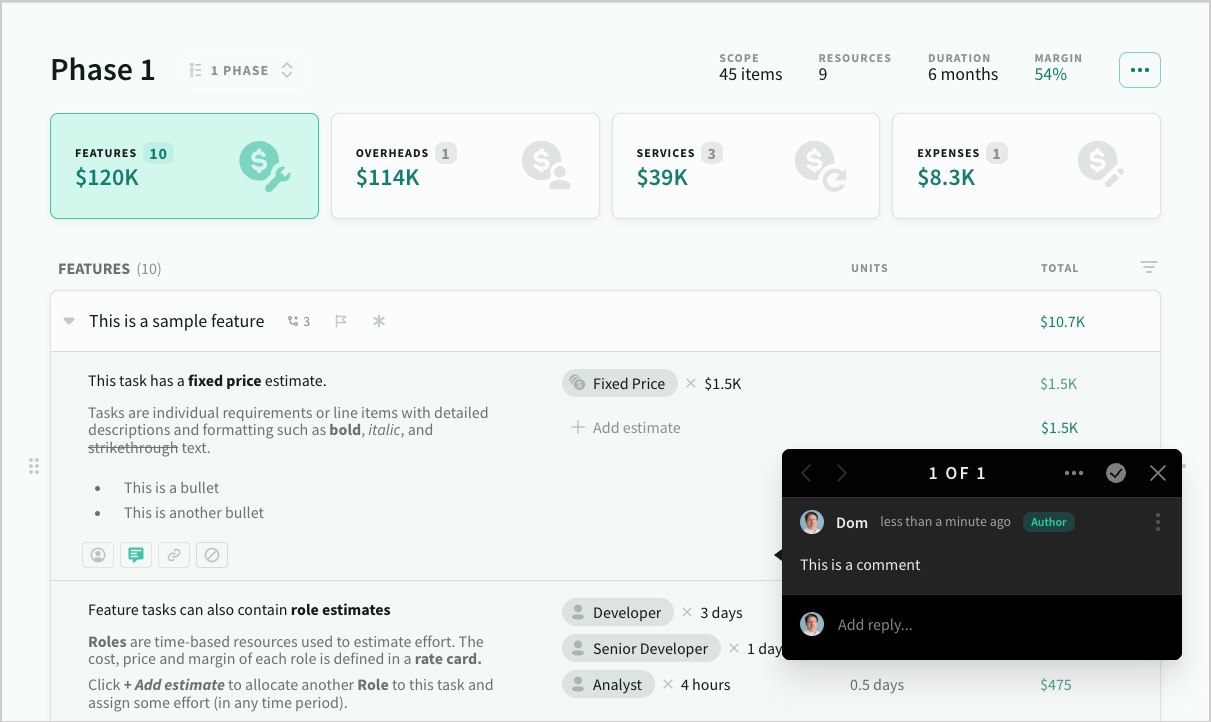 Phase 1
1 PHASE
SCOPE
45 items
RESOURCES
9
DURATION
6 months
MARGIN
54%
FEATURES 10
$120K
OVERHEADS 1
$114K
SERVICES 3
$39K
EXPENSES 1
$8.3K
FEATURES (10)
UNITS
TOTAL
This is a sample feature
3
$10.7K
This task has a fixed price estimate.
Fixed Price × $1.5K
$1.5K
Tasks are individual requirements or line items with detailed
descriptions and formatting such as bold, italic, and
strikethrough text.
+ Add estimate
$1.5K
• This is a bullet
• This is another bullet
1 OF 1
Dom less than a minute ago Author
This is a comment
Add reply...
Feature tasks can also contain role estimates
Developer × 3 days
Roles are time-based resources used to estimate effort. The
cost, price and margin of each role is defined in a rate card.
Senior Developer × 1 day
Click + Add estimate to allocate another Role to this task and
assign some effort (in any time period).
Analyst × 4 hours
0.5 days
$475